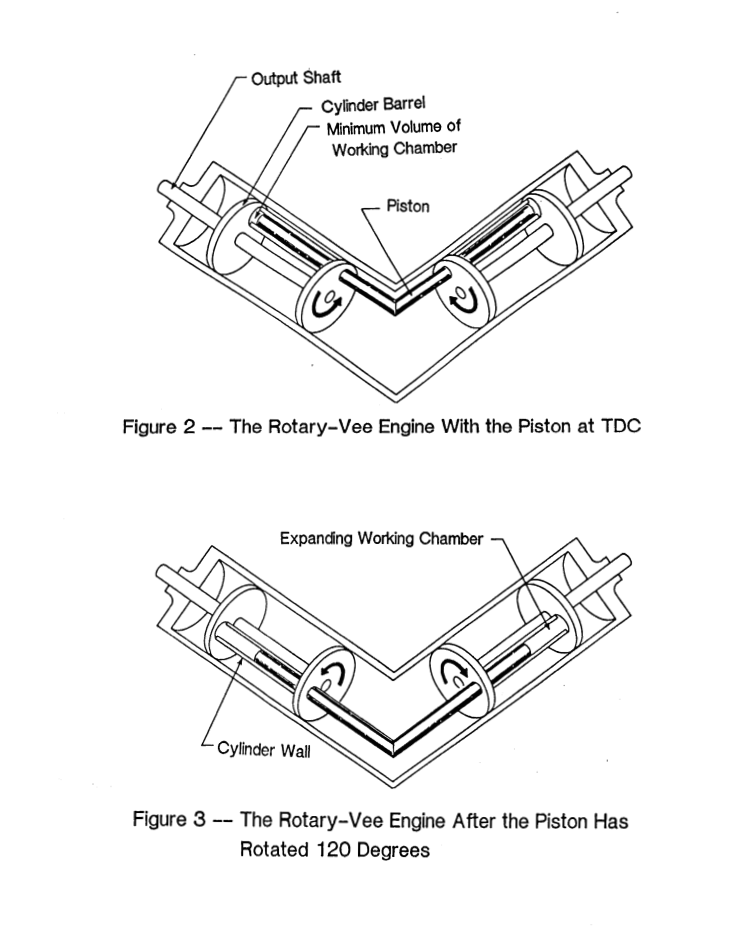 Output Shaft
Cylinder Barrel
Minimum Volume of
Working Chamber
Piston
Figure 2 -- The Rotary-Vee Engine With the Piston at TDC
Expanding Working Chamber
Cylinder Wall
Figure 3 -- The Rotary-Vee Engine After the Piston Has
Rotated 120 Degrees